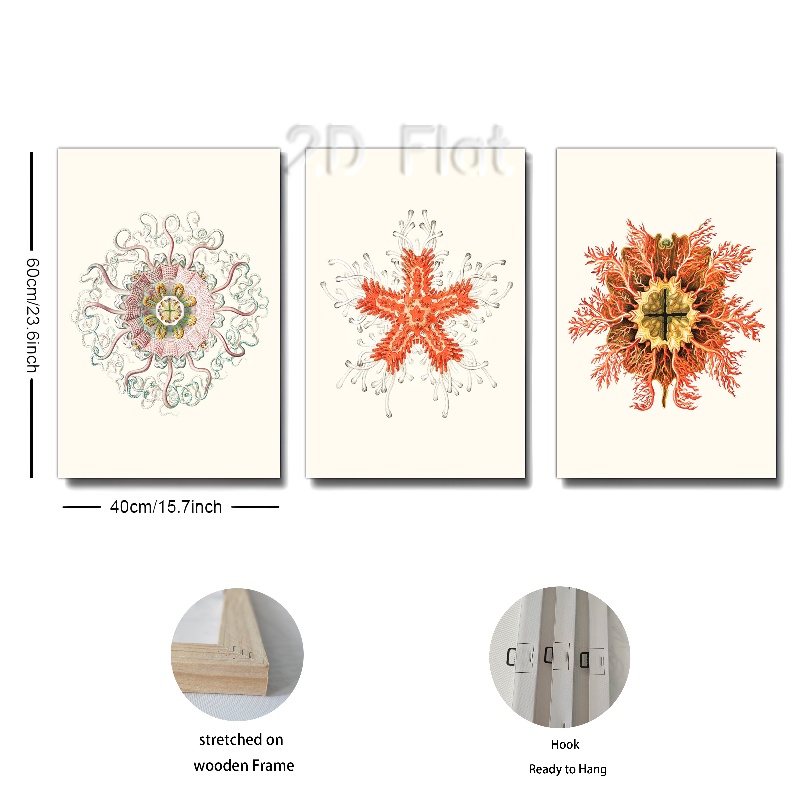 2D Flat
60cm/23.6inch
40cm/15.7inch
stretched on
wooden Frame
Hook
Ready to Hang